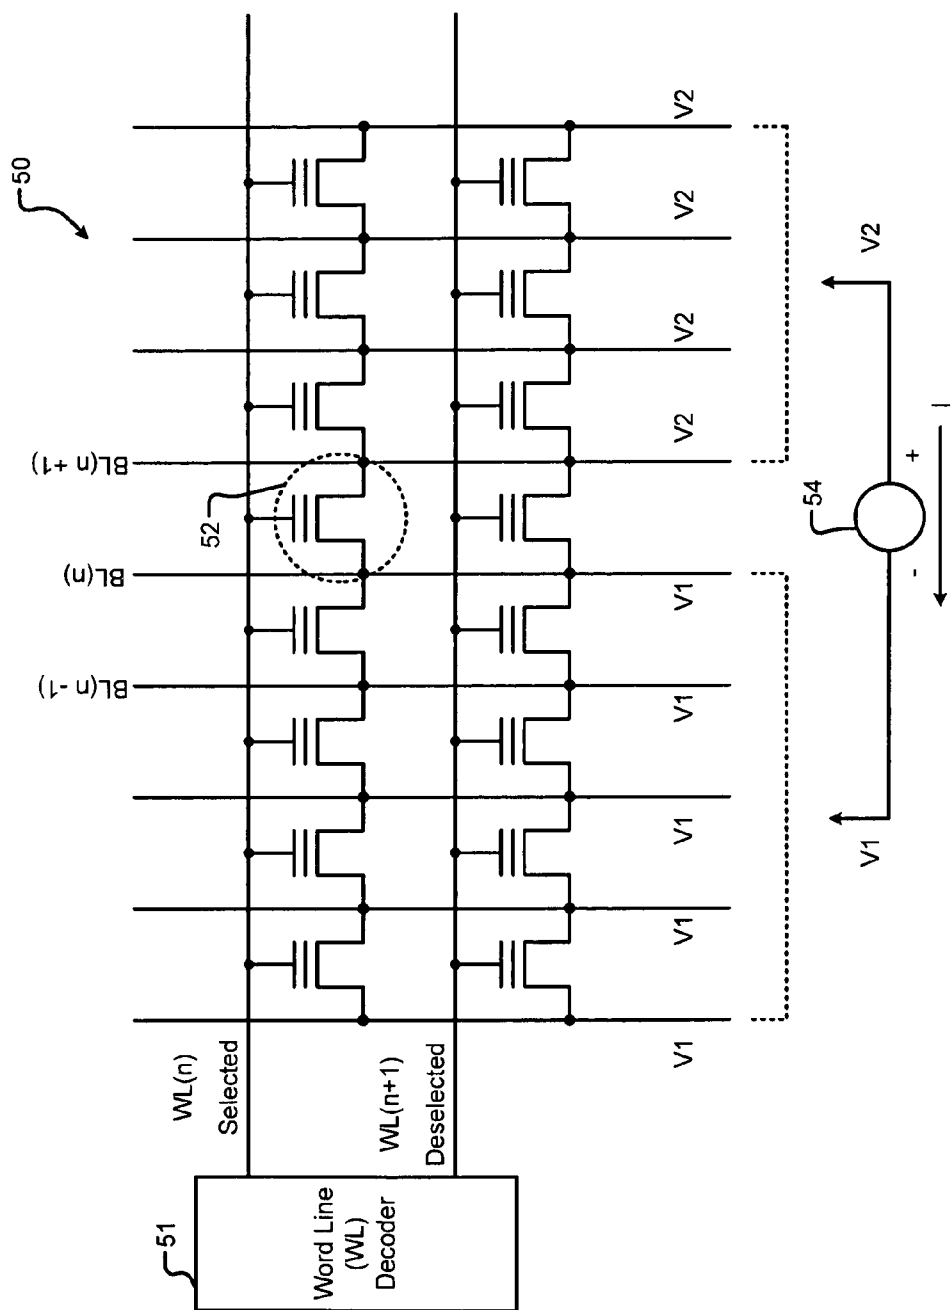 50
BL(n-1)
BL(n)
BL(n + 1)
52
51
WL(n)
Selected
Word Line
(WL)
Decoder
WL(n+1)
Deselected
V1
V1
V1
V1
V1
V2
V2
V2
V2
V1
V2
54
-
+
I